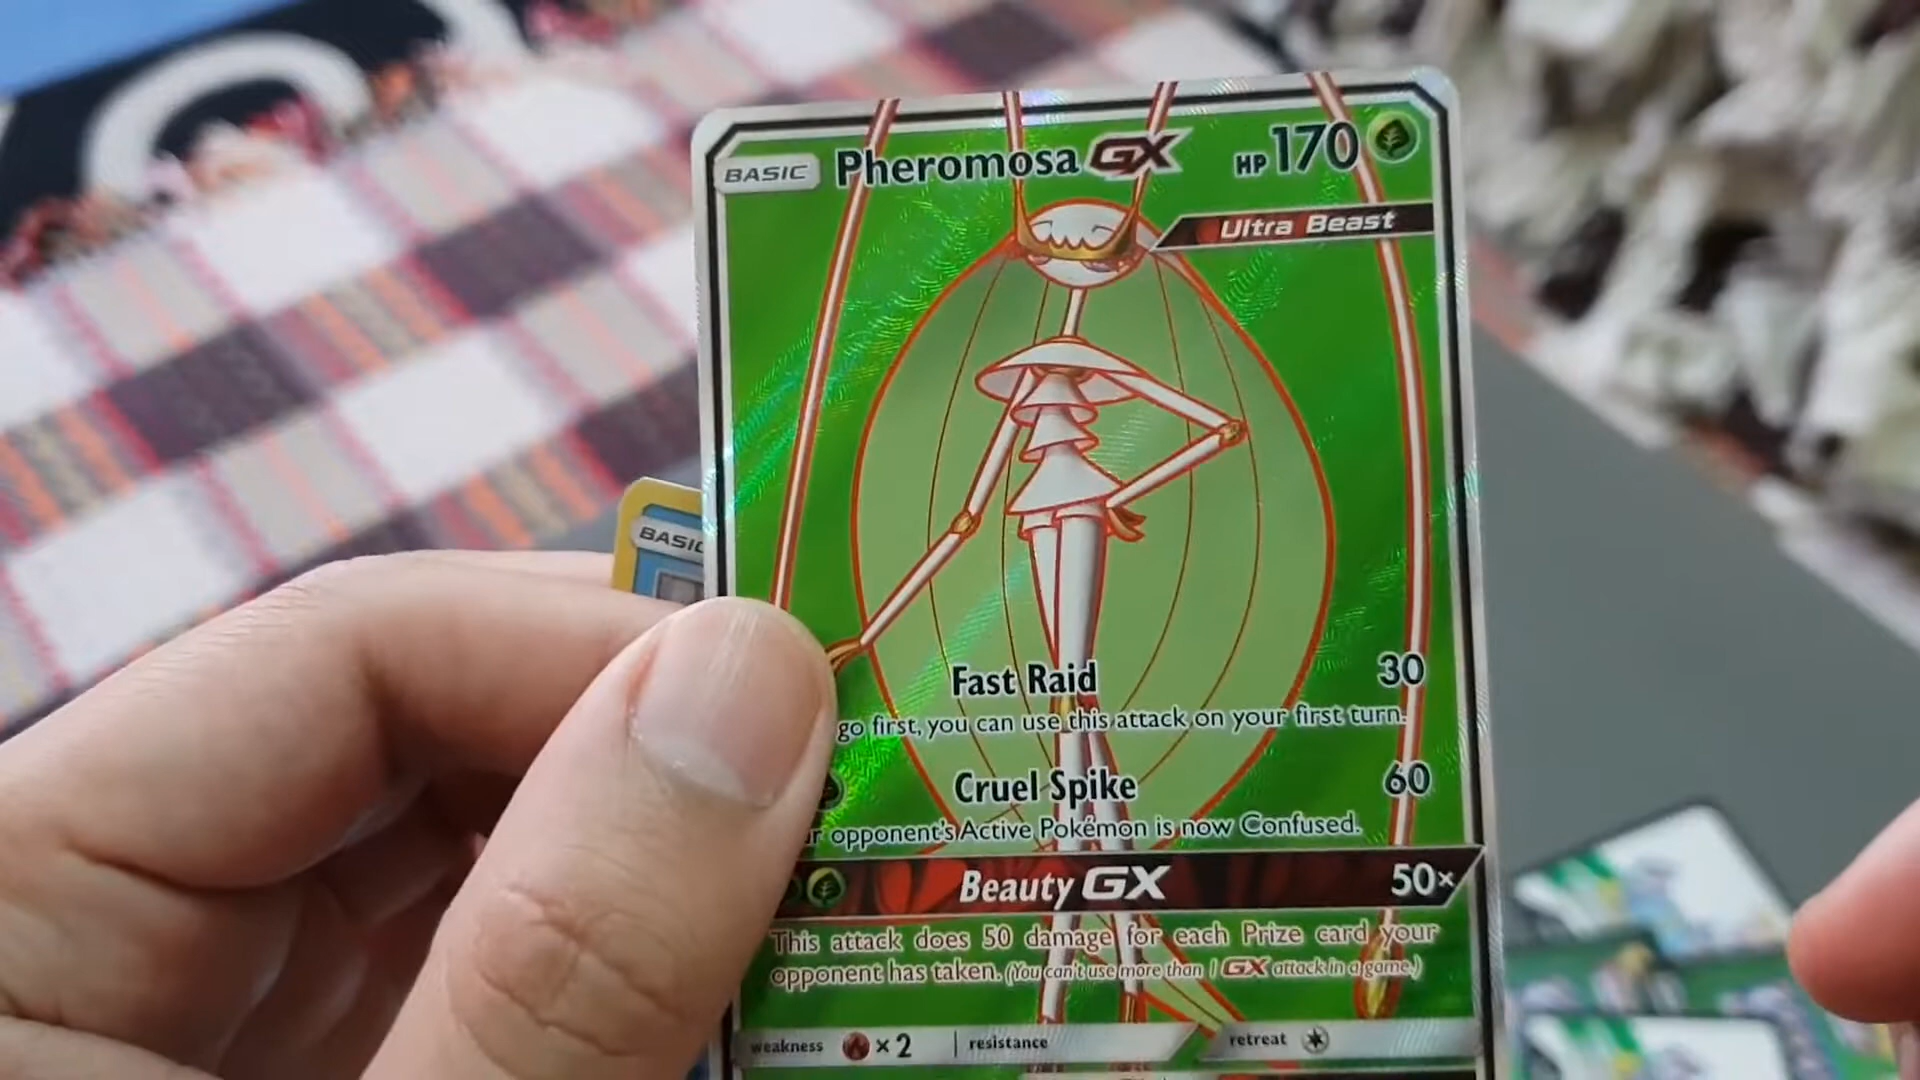 BASIC Pheromosa GX HP 170
Ultra Beast
BASIC
Fast Raid 30
go first, you can use this attack on your first turn.
Cruel Spike 60
opponent's Active Pokémon is now Confused.
Beauty GX 50×
This attack does 50 damage for each Prize card your
opponent has taken. (You can't use more than 1 GX attack in a game.)
weakness ×2 resistance retreat